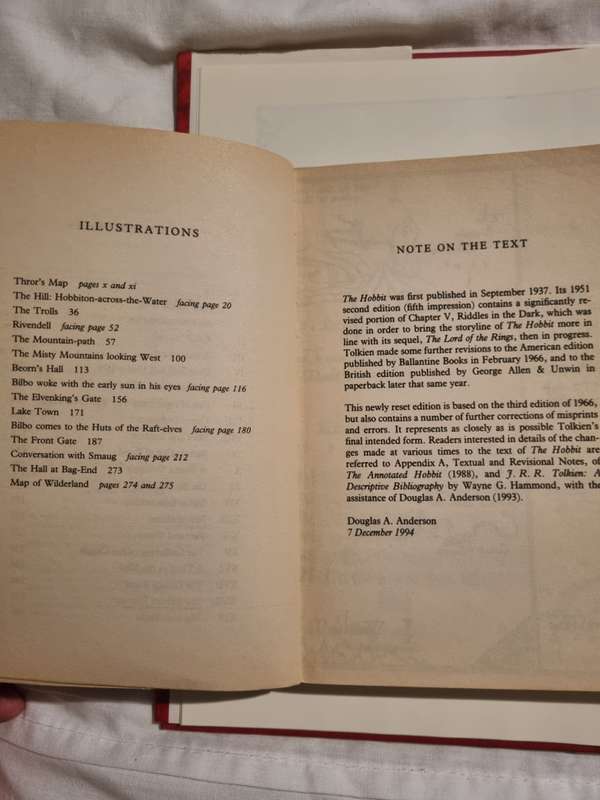 ILLUSTRATIONS
Thror's Map pages x and xi
The Hill: Hobbiton-across-the-Water facing page 20
The Trolls 36
Rivendell facing page 52
The Mountain-path 57
The Misty Mountains looking West 100
Beorn's Hall 113
Bilbo woke with the early sun in his eyes facing page 116
The Elvenking's Gate 156
Lake Town 171
Bilbo comes to the Huts of the Raft-elves facing page 180
The Front Gate 187
Conversation with Smaug facing page 212
The Hall at Bag-End 273
Map of Wilderland pages 274 and 275
NOTE ON THE TEXT
The Hobbit was first published in September 1937. Its 1951
second edition (fifth impression) contains a significantly re-
vised portion of Chapter V, Riddles in the Dark, which was
done in order to bring the storyline of The Hobbit more in
line with its sequel, The Lord of the Rings, then in progress.
Tolkien made some further revisions to the American edition
published by Ballantine Books in February 1966, and to the
British edition published by George Allen & Unwin in
paperback later that same year.
This newly reset edition is based on the third edition of 1966,
but also contains a number of further corrections of misprints
and errors. It represents as closely as is possible Tolkien's
final intended form. Readers interested in details of the chan-
ges made at various times to the text of The Hobbit are
referred to Appendix A, Textual and Revisional Notes, of
The Annotated Hobbit (1988), and J. R. R. Tolkien: A
Descriptive Bibliography by Wayne G. Hammond, with the
assistance of Douglas A. Anderson (1993).
Douglas A. Anderson
7 December 1994